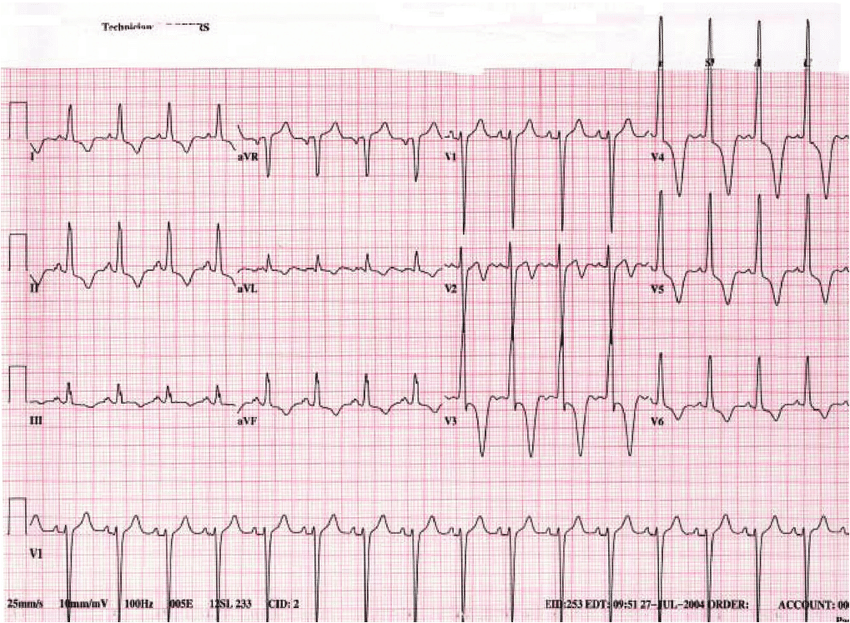 Technician
I aVR V1 V4
II aVL V2 V5
III aVF V3 V6
V1
25mm/s 10mm/mV 100Hz 005E 12SL 233 CID: 2 EID:253 EDT: 09:51 27-JUL-2004 ORDER: ACCOUNT: 00